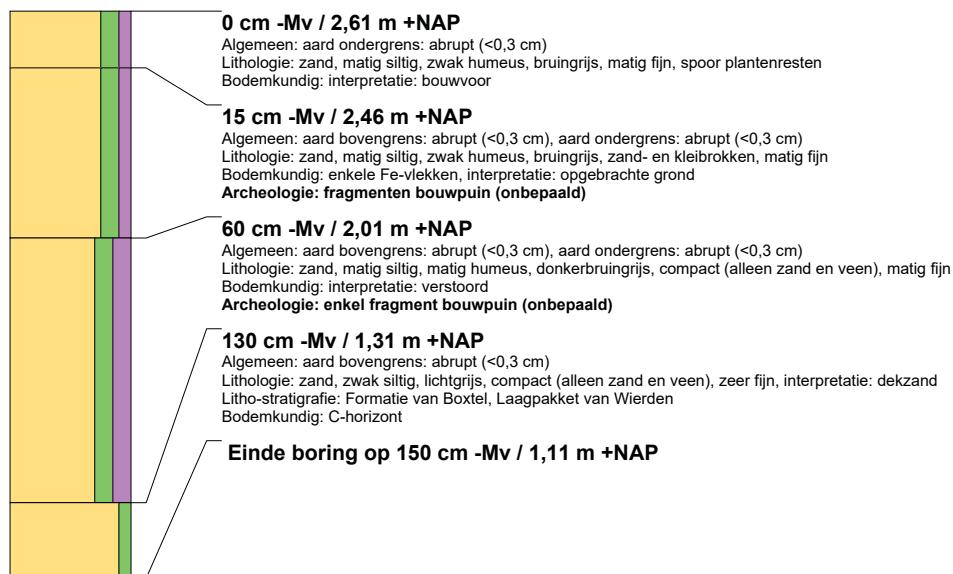 0 cm -Mv / 2,61 m +NAP
Algemeen: aard ondergrens: abrupt (<0,3 cm)
Lithologie: zand, matig siltig, zwak humeus, bruingrijs, matig fijn, spoor plantenresten
Bodemkundig: interpretatie: bouwvoor
15 cm -Mv / 2,46 m +NAP
Algemeen: aard bovengrens: abrupt (<0,3 cm), aard ondergrens: abrupt (<0,3 cm)
Lithologie: zand, matig siltig, zwak humeus, bruingrijs, zand- en kleibrokken, matig fijn
Bodemkundig: enkele Fe-vlekken, interpretatie: opgebrachte grond
Archeologie: fragmenten bouwpuin (onbepaald)
60 cm -Mv / 2,01 m +NAP
Algemeen: aard bovengrens: abrupt (<0,3 cm), aard ondergrens: abrupt (<0,3 cm)
Lithologie: zand, matig siltig, matig humeus, donkerbruingrijs, compact (alleen zand en veen), matig fijn
Bodemkundig: interpretatie: verstoord
Archeologie: enkel fragment bouwpuin (onbepaald)
130 cm -Mv / 1,31 m +NAP
Algemeen: aard bovengrens: abrupt (<0,3 cm)
Lithologie: zand, zwak siltig, lichtgrijs, compact (alleen zand en veen), zeer fijn, interpretatie: dekzand
Litho-stratigrafie: Formatie van Boxtel, Laagpakket van Wierden
Bodemkundig: C-horizont
Einde boring op 150 cm -Mv / 1,11 m +NAP